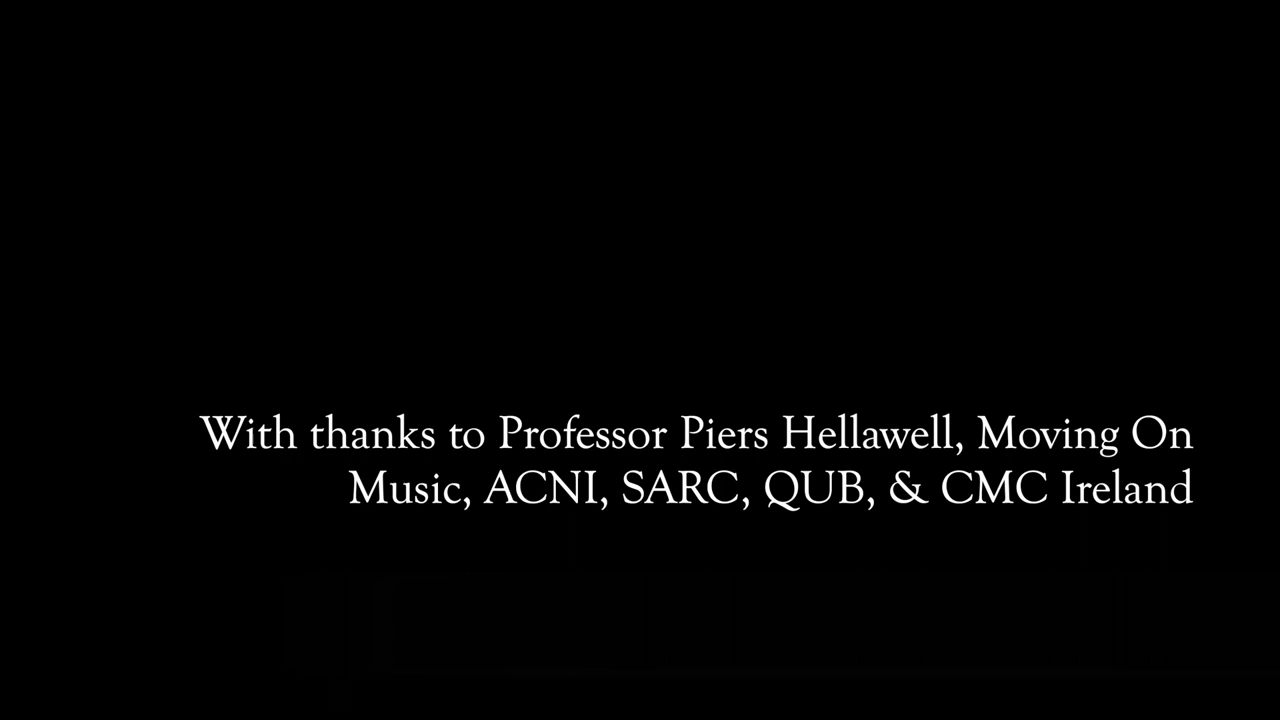 With thanks to Professor Piers Hellawell, Moving On
Music, ACNI, SARC, QUB, & CMC Ireland